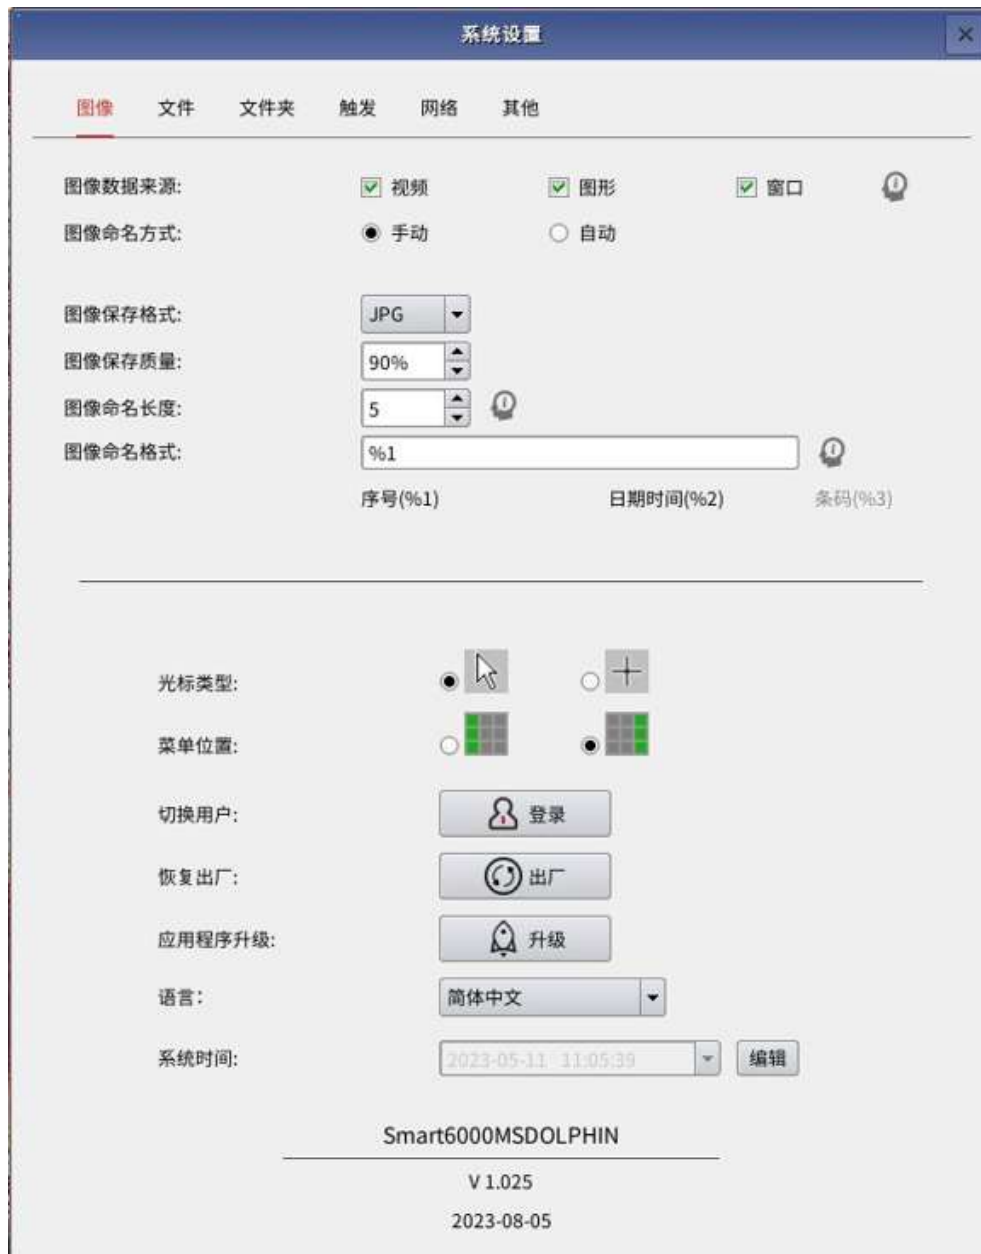 系统设置
图像 文件 文件夹 触发 网络 其他
图像数据来源: 视频 图形 窗口
图像命名方式: 手动 自动
图像保存格式: JPG
图像保存质量: 90%
图像命名长度: 5
图像命名格式: %1
序号(%1) 日期时间(%2) 条码(%3)
光标类型:
菜单位置:
切换用户: 登录
恢复出厂: 出厂
应用程序升级: 升级
语言: 简体中文
系统时间: 2023-05-11 11:05:39 编辑
Smart6000MSDOLPHIN
V 1.025
2023-08-05